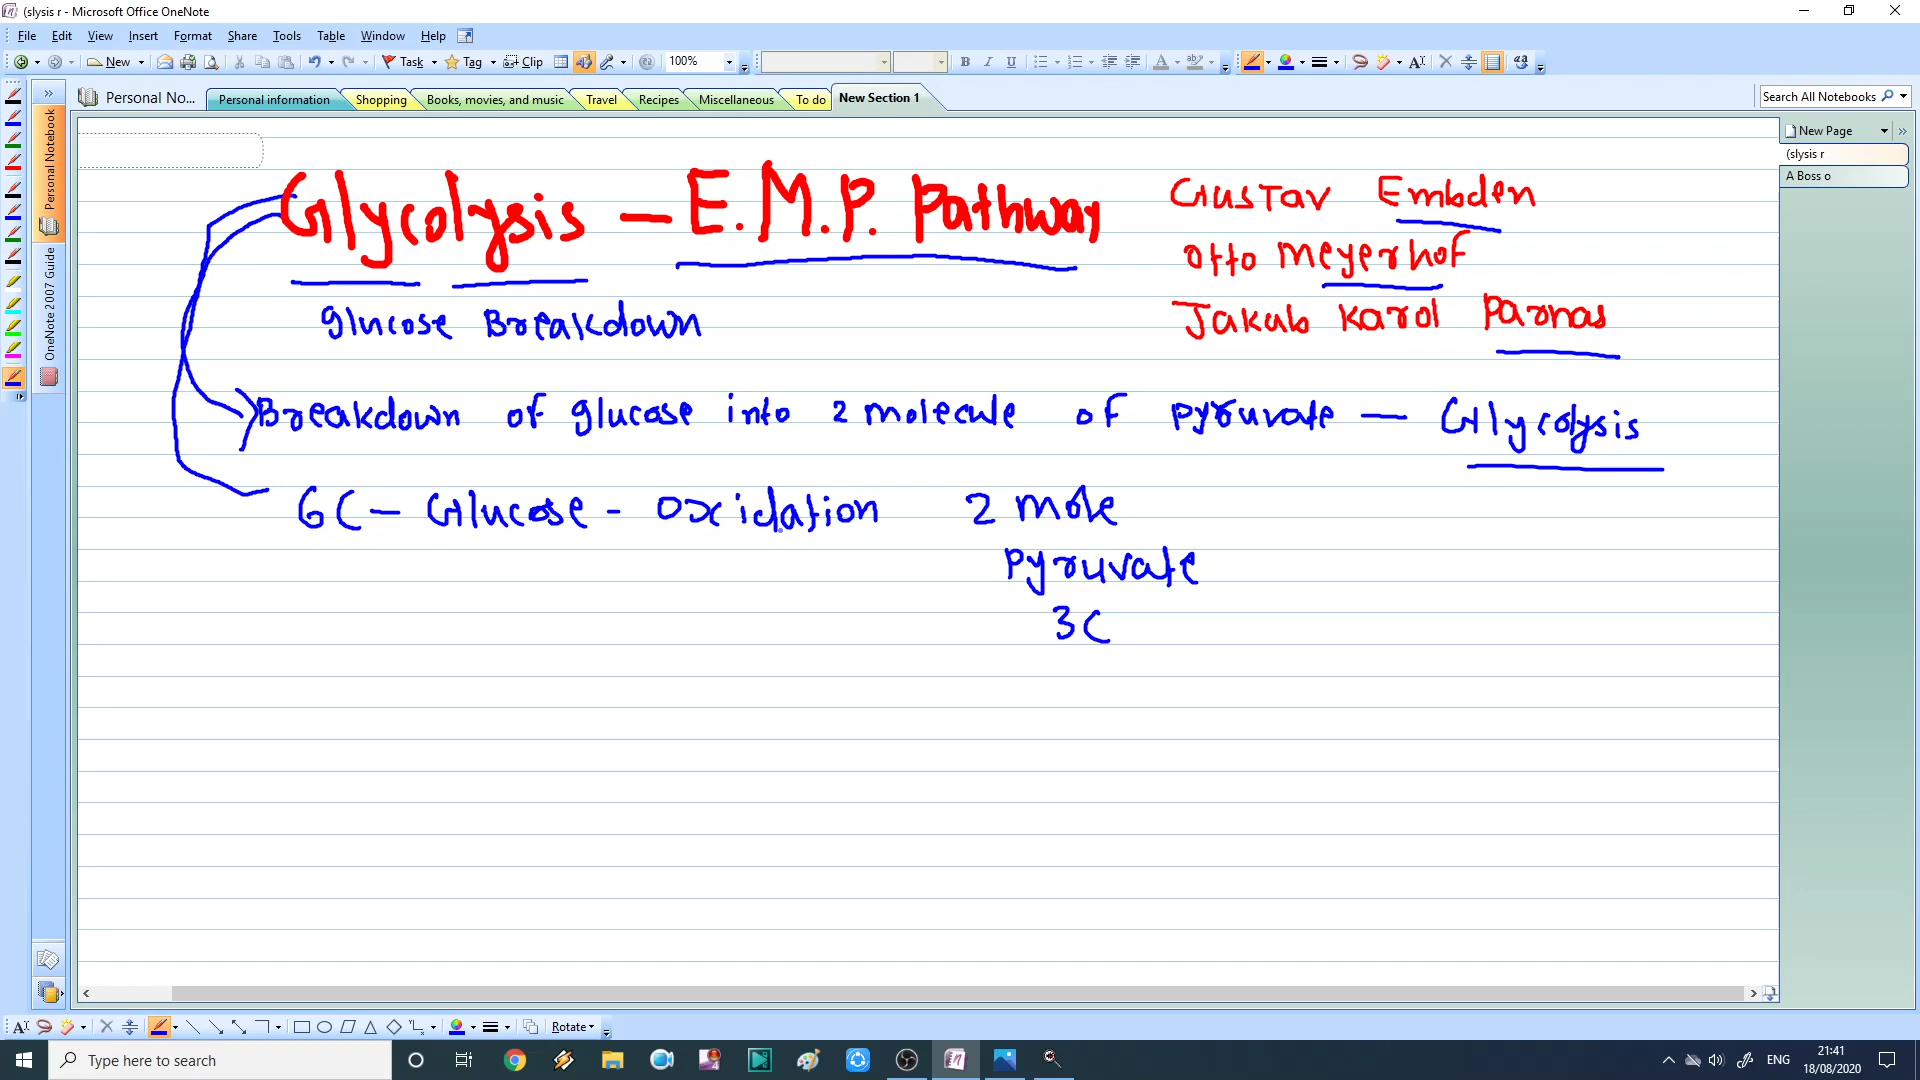 (slysis r - Microsoft Office OneNote
File Edit View Insert Format Share Tools Table Window Help
New Task Tag Clip 100% B I U
Personal No... Personal information Shopping Books, movies, and music Travel Recipes Miscellaneous To do New Section 1 Search All Notebooks
New Page
(slysis r
A Boss o
Personal Notebook
OneNote 2007 Guide
Glycolysis — E.M.P. Pathway
Gustav Embden
Otto Meyerhof
Jakub Karol Parnas
Glucose Breakdown
Breakdown of glucose into 2 molecule of pyruvate — Glycolysis
6C — Glucose - Oxidation 2 mole
Pyruvate
3C
Rotate
Type here to search
ENG
21:41
18/08/2020